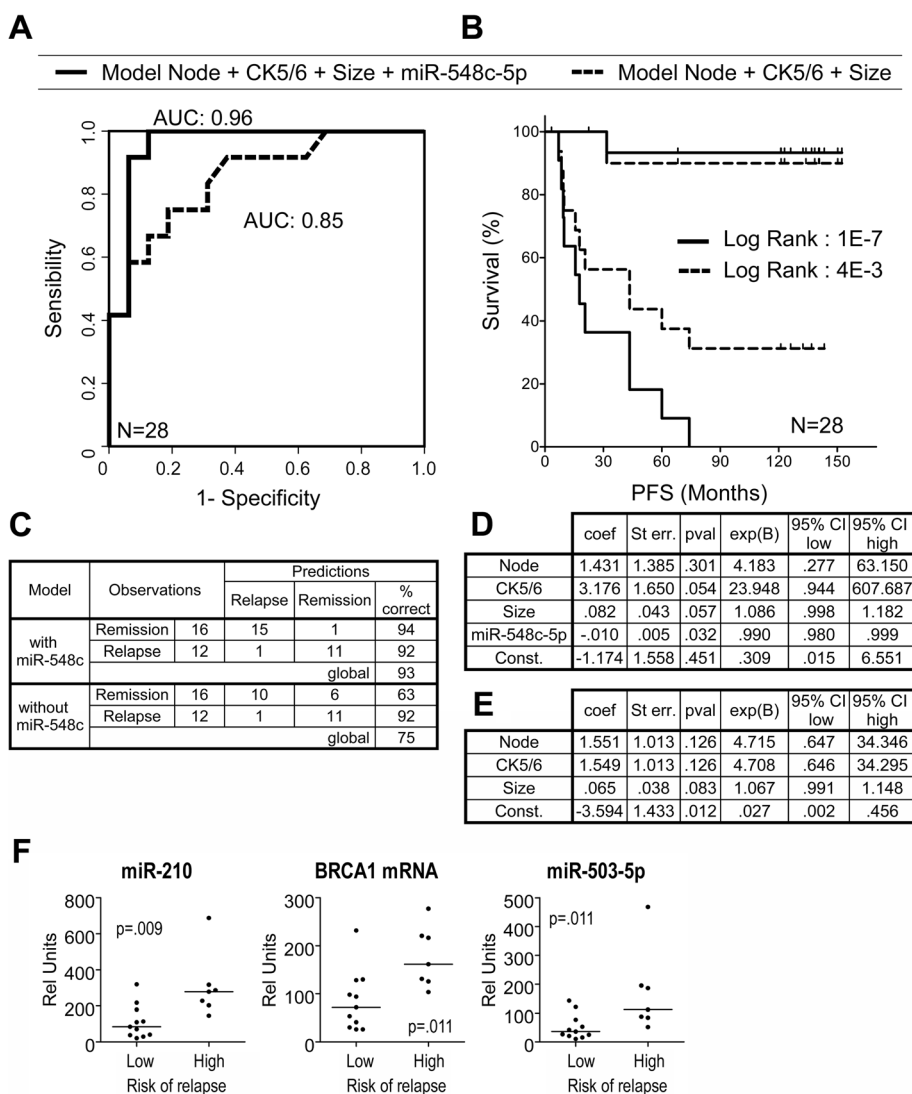 A
B
Model Node + CK5/6 + Size + miR-548c-5p
Model Node + CK5/6 + Size
AUC: 0.96
AUC: 0.85
N=28
Sensibility
1.0
0.8
0.6
0.4
0.2
0
0 0.2 0.4 0.6 0.8 1.0
1- Specificity
Survival (%)
100
80
60
40
20
0
Log Rank : 1E-7
Log Rank : 4E-3
N=28
0 30 60 90 120 150
PFS (Months)
C
Model Observations Predictions
Relapse Remission % correct
with miR-548c Remission 16 15 1 94
Relapse 12 1 11 92
global 93
without miR-548c Remission 16 10 6 63
Relapse 12 1 11 92
global 75
D
coef St err. pval exp(B) 95% CI low 95% CI high
Node 1.431 1.385 .301 4.183 .277 63.150
CK5/6 3.176 1.650 .054 23.948 .944 607.687
Size .082 .043 .057 1.086 .998 1.182
miR-548c-5p -.010 .005 .032 .990 .980 .999
Const. -1.174 1.558 .451 .309 .015 6.551
E
coef St err. pval exp(B) 95% CI low 95% CI high
Node 1.551 1.013 .126 4.715 .647 34.346
CK5/6 1.549 1.013 .126 4.708 .646 34.295
Size .065 .038 .083 1.067 .991 1.148
Const. -3.594 1.433 .012 .027 .002 .456
F
miR-210
Rel Units
800
600
400
200
0
p=.009
Low High
Risk of relapse
BRCA1 mRNA
Rel Units
300
200
100
0
p=.011
Low High
Risk of relapse
miR-503-5p
Rel Units
500
400
300
200
100
0
p=.011
Low High
Risk of relapse